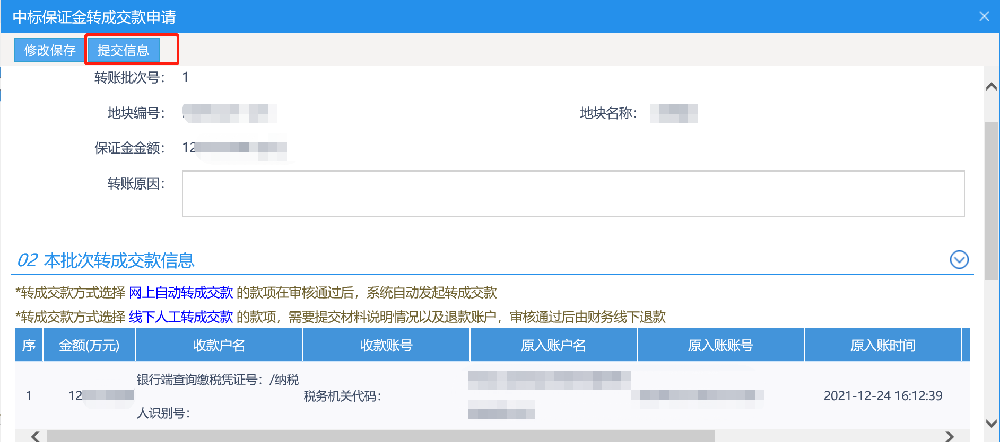 中标保证金转成交款申请
修改保存 提交信息
转账批次号： 1
地块编号： 地块名称：
保证金金额： 12
转账原因：
02 本批次转成交款信息
*转成交款方式选择 网上自动转成交款 的款项在审核通过后，系统自动发起转成交款
*转成交款方式选择 线下人工转成交款 的款项，需要提交材料说明情况以及退款账户，审核通过后由财务线下退款
序 金额(万元) 收款户名 收款账号 原入账户名 原入账账号 原入账时间
银行端查询缴税凭证号：/纳税
1 12 税务机关代码： 2021-12-24 16:12:39
人识别号：